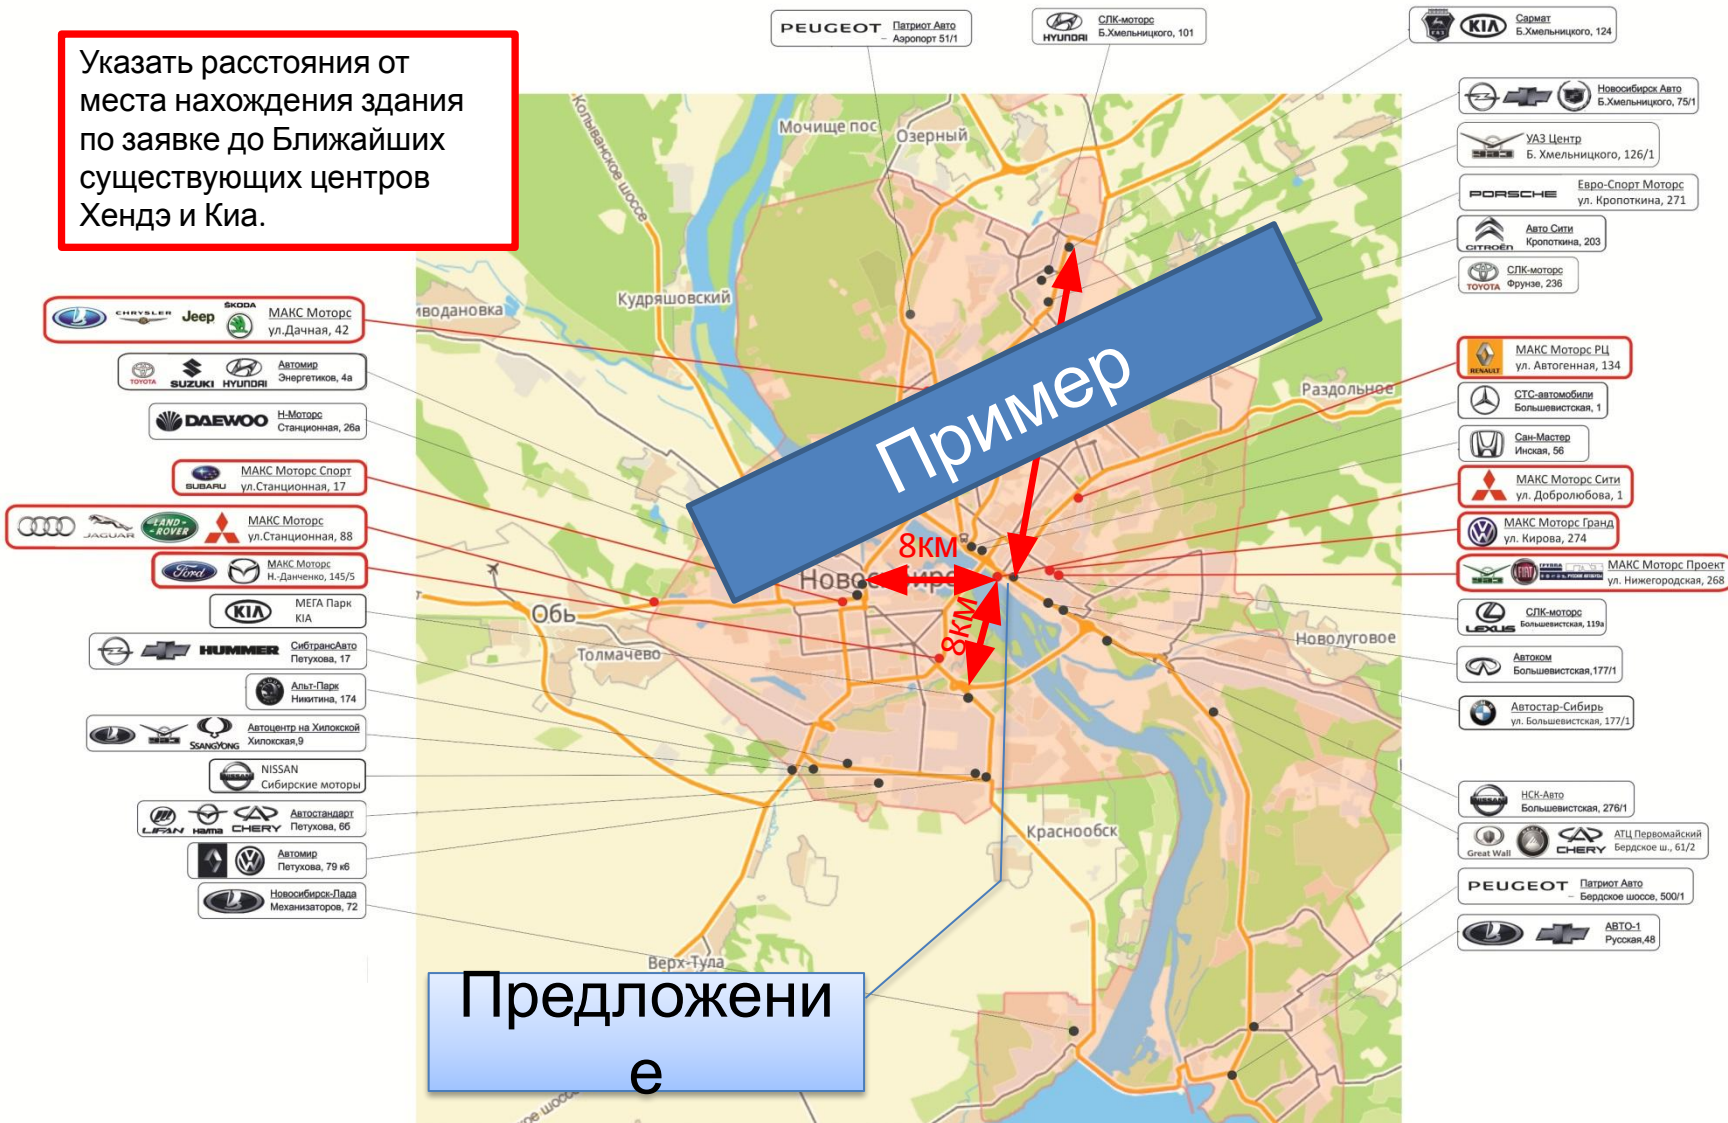 Указать расстояния от
места нахождения здания
по заявке до Ближайших
существующих центров
Хендэ и Киа.
PEUGEOT
Патриот Авто
– Аэропорт 51/1
HYUNDAI
СЛК-моторс
Б.Хмельницкого, 101
KIA
Сармат
Б.Хмельницкого, 124
Новосибирск Авто
Б.Хмельницкого, 75/1
УАЗ Центр
Б. Хмельницкого, 126/1
PORSCHE
Евро-Спорт Моторс
ул. Кропоткина, 271
CITROËN
Авто Сити
Кропоткина, 203
TOYOTA
СЛК-моторс
Фрунзе, 236
RENAULT
МАКС Моторс РЦ
ул. Автогенная, 134
СТС-автомобили
Большевистская, 1
Сан-Мастер
Инская, 56
МАКС Моторс Сити
ул. Добролюбова, 1
МАКС Моторс Гранд
ул. Кирова, 274
FIAT
МАКС Моторс Проект
ул. Нижегородская, 268
LEXUS
СЛК-моторс
Большевистская, 119а
Автоком
Большевистская,177/1
Автостар-Сибирь
ул. Большевистская, 177/1
NISSAN
НСК-Авто
Большевистская, 276/1
Great Wall
CHERY
АТЦ Первомайский
Бердское ш., 61/2
PEUGEOT
Патриот Авто
– Бердское шоссе, 500/1
АВТО-1
Русская,48
CHRYSLER
Jeep
ŠKODA
МАКС Моторс
ул.Дачная, 42
TOYOTA
SUZUKI
HYUNDAI
Автомир
Энергетиков, 4а
DAEWOO
Н-Моторс
Станционная, 26а
SUBARU
МАКС Моторс Спорт
ул.Станционная, 17
JAGUAR
LAND-
ROVER
МАКС Моторс
ул.Станционная, 88
Ford
МАКС Моторс
Н.-Данченко, 145/5
KIA
МЕГА Парк
KIA
HUMMER
СибтрансАвто
Петухова, 17
Альт-Парк
Никитина, 174
SSANGYONG
Автоцентр на Хилокской
Хилокская,9
NISSAN
NISSAN
Сибирские моторы
LIFAN
Haima
CHERY
Автостандарт
Петухова, 6б
Автомир
Петухова, 79 к6
Новосибирск-Лада
Механизаторов, 72
Колыванское шоссе
Мочище пос
Озерный
Кудряшовский
иводановка
Раздольное
Пример
8км
8км
Обь
Толмачево
Новолуговое
Краснообск
Верх-Тула
Предложени
е